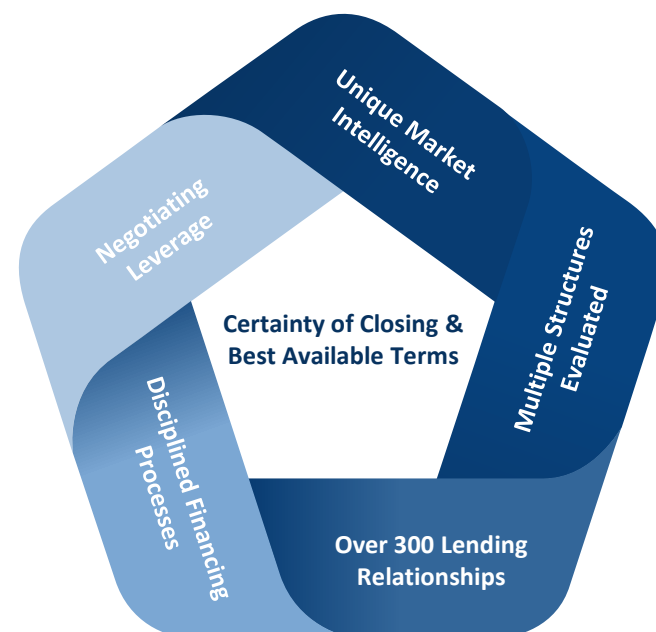 Unique Market
Intelligence
Multiple Structures
Evaluated
Over 300 Lending
Relationships
Disciplined Financing
Processes
Negotiating
Leverage
Certainty of Closing &
Best Available Terms